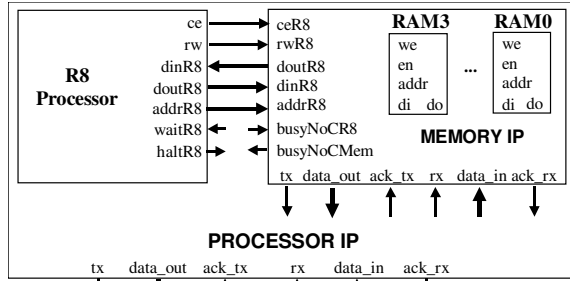 R8
Processor
ce
rw
dinR8
doutR8
addrR8
waitR8
haltR8
ceR8
rwR8
doutR8
dinR8
addrR8
busyNoCR8
busyNoCMem
RAM3
we
en
addr
di do
...
RAM0
we
en
addr
di do
MEMORY IP
tx data_out ack_tx rx data_in ack_rx
PROCESSOR IP
tx data_out ack_tx rx data_in ack_rx